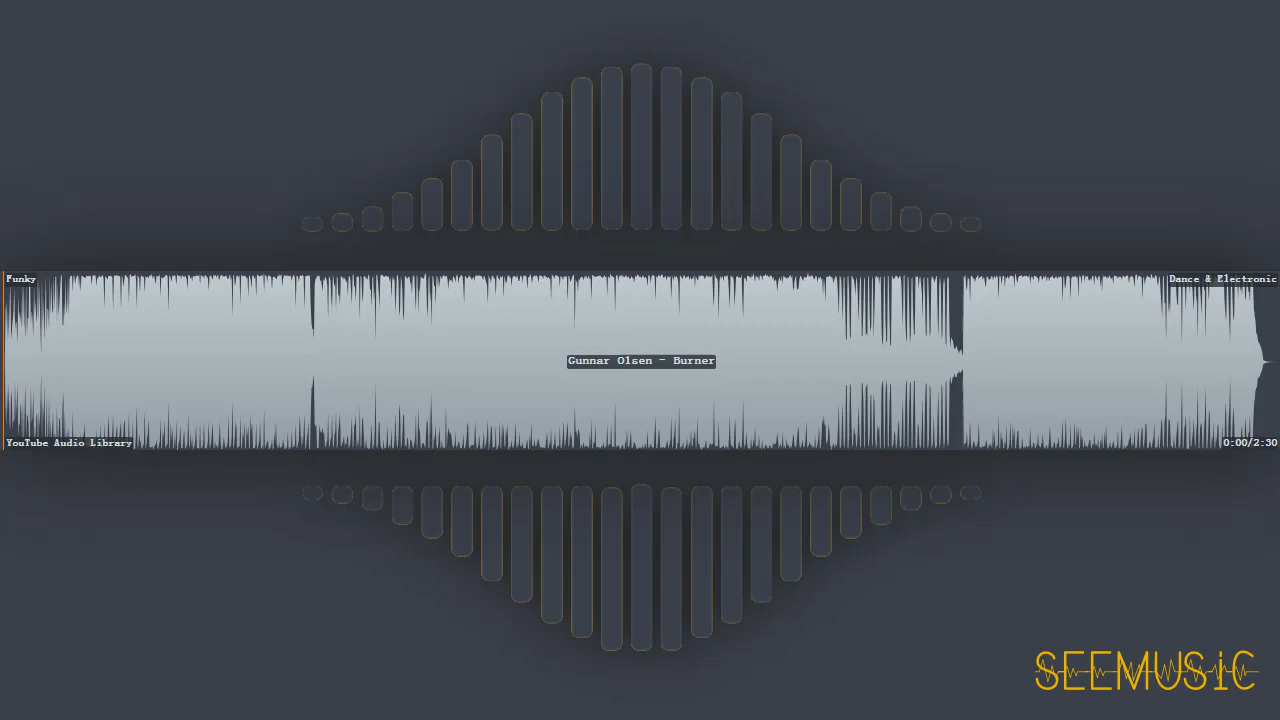 Funky
Dance & Electronic
Gunnar Olsen - Burner
YouTube Audio Library
0:00/2:30
SEEMUSiC